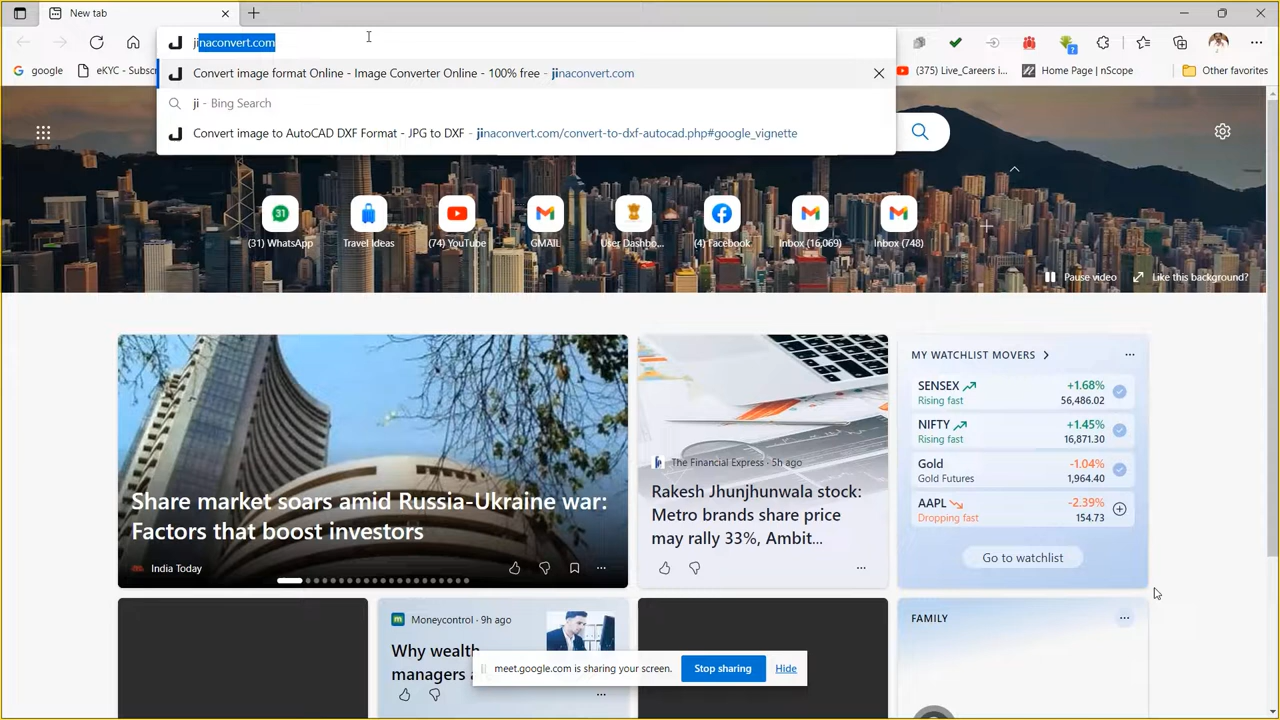 New tab
jinaconvert.com
google
eKYC - Subsc
(375) Live_Careers i...
Home Page | nScope
Other favorites
Convert image format Online - Image Converter Online - 100% free - jinaconvert.com
ji - Bing Search
Convert image to AutoCAD DXF Format - JPG to DXF - jinaconvert.com/convert-to-dxf-autocad.php#google_vignette
31
(31) WhatsApp
Travel Ideas
(74) YouTube
GMAIL
User Dashbo...
(4) Facebook
Inbox (16,069)
Inbox (748)
Pause video
Like this background?
Share market soars amid Russia-Ukraine war:
Factors that boost investors
India Today
The Financial Express · 5h ago
Rakesh Jhunjhunwala stock:
Metro brands share price
may rally 33%, Ambit...
MY WATCHLIST MOVERS
SENSEX
+1.68%
Rising fast
56,486.02
NIFTY
+1.45%
Rising fast
16,871.30
Gold
-1.04%
Gold Futures
1,964.40
AAPL
-2.39%
Dropping fast
154.73
Go to watchlist
Moneycontrol · 9h ago
Why wealth
managers
FAMILY
meet.google.com is sharing your screen.
Stop sharing
Hide